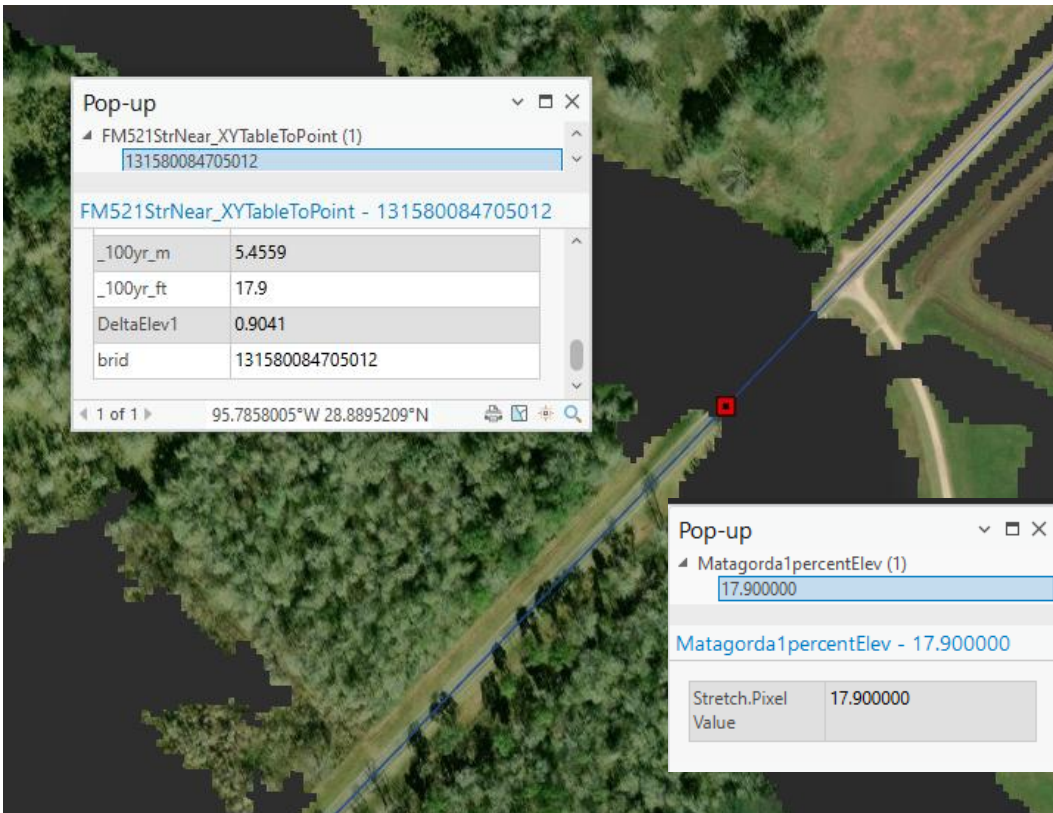 Pop-up
FM521StrNear_XYTableToPoint (1)
131580084705012
FM521StrNear_XYTableToPoint - 131580084705012
_100yr_m 5.4559
_100yr_ft 17.9
DeltaElev1 0.9041
brid 131580084705012
1 of 1
95.7858005°W 28.8895209°N
Pop-up
Matagorda1percentElev (1)
17.900000
Matagorda1percentElev - 17.900000
Stretch.Pixel 17.900000
Value